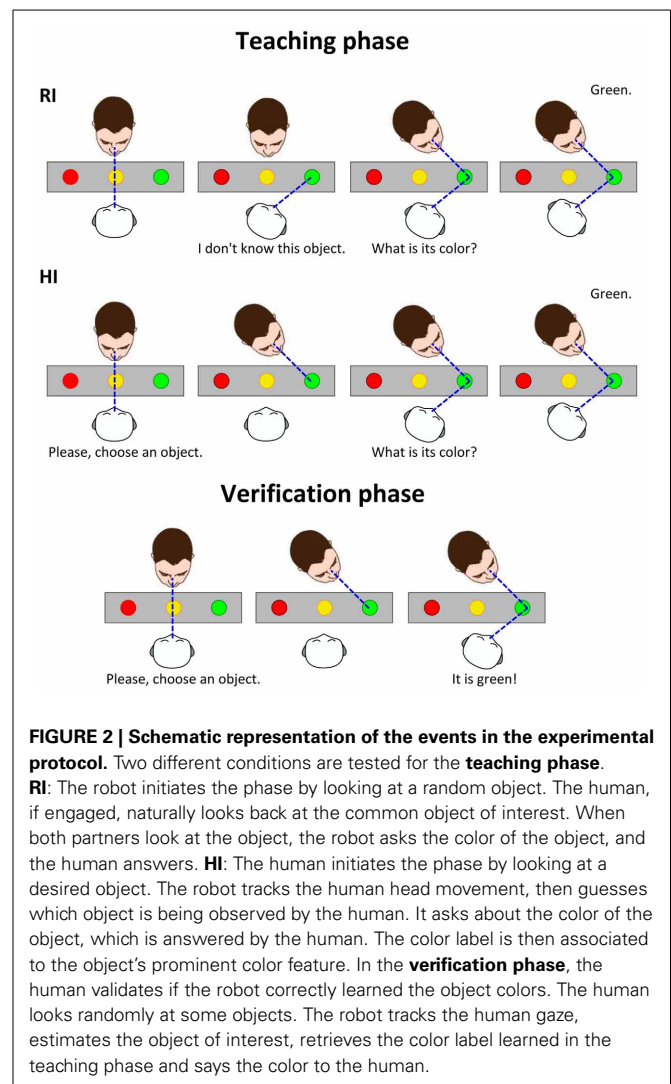 Teaching phase
RI
Green.
I don't know this object.
What is its color?
HI
Green.
Please, choose an object.
What is its color?
Verification phase
Please, choose an object.
It is green!
FIGURE 2 | Schematic representation of the events in the experimental
protocol. Two different conditions are tested for the teaching phase.
RI: The robot initiates the phase by looking at a random object. The human,
if engaged, naturally looks back at the common object of interest. When
both partners look at the object, the robot asks the color of the object, and
the human answers. HI: The human initiates the phase by looking at a
desired object. The robot tracks the human head movement, then guesses
which object is being observed by the human. It asks about the color of the
object, which is answered by the human. The color label is then associated
to the object's prominent color feature. In the verification phase, the
human validates if the robot correctly learned the object colors. The human
looks randomly at some objects. The robot tracks the human gaze,
estimates the object of interest, retrieves the color label learned in the
teaching phase and says the color to the human.